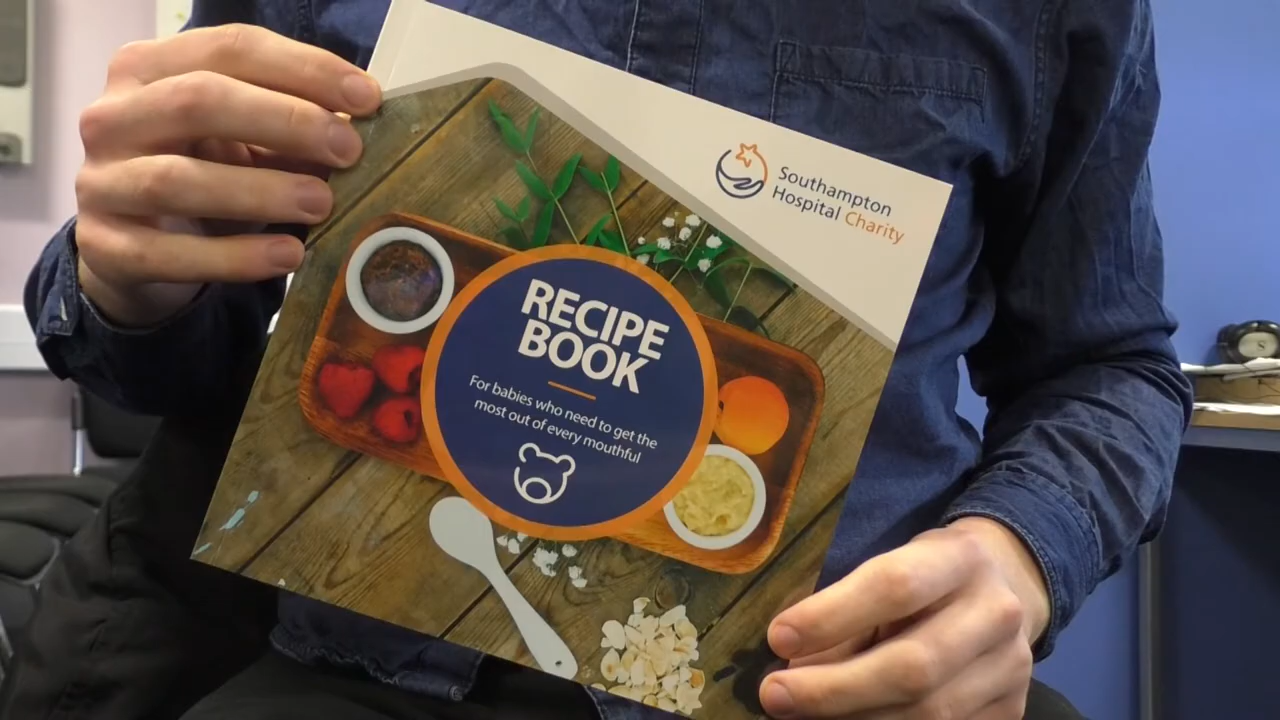 Southampton
Hospital Charity
RECIPE
BOOK
For babies who need to get the
most out of every mouthful